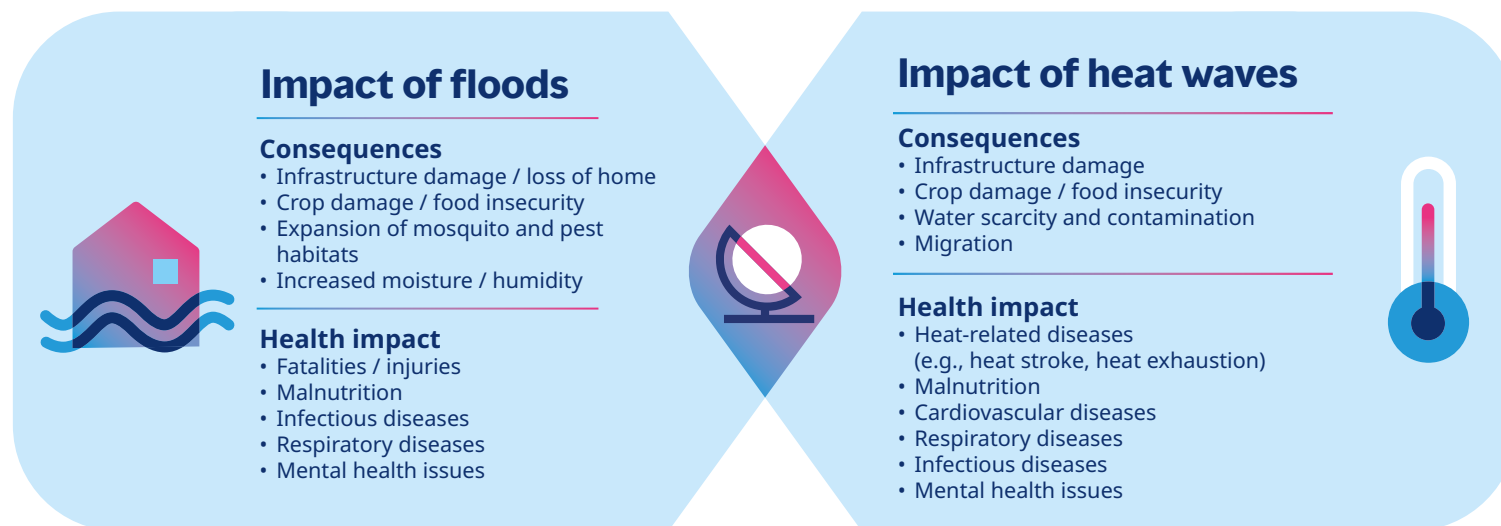 Impact of floods
Consequences
• Infrastructure damage / loss of home
• Crop damage / food insecurity
• Expansion of mosquito and pest
habitats
• Increased moisture / humidity
Health impact
• Fatalities / injuries
• Malnutrition
• Infectious diseases
• Respiratory diseases
• Mental health issues
Impact of heat waves
Consequences
• Infrastructure damage
• Crop damage / food insecurity
• Water scarcity and contamination
• Migration
Health impact
• Heat-related diseases
(e.g., heat stroke, heat exhaustion)
• Malnutrition
• Cardiovascular diseases
• Respiratory diseases
• Infectious diseases
• Mental health issues